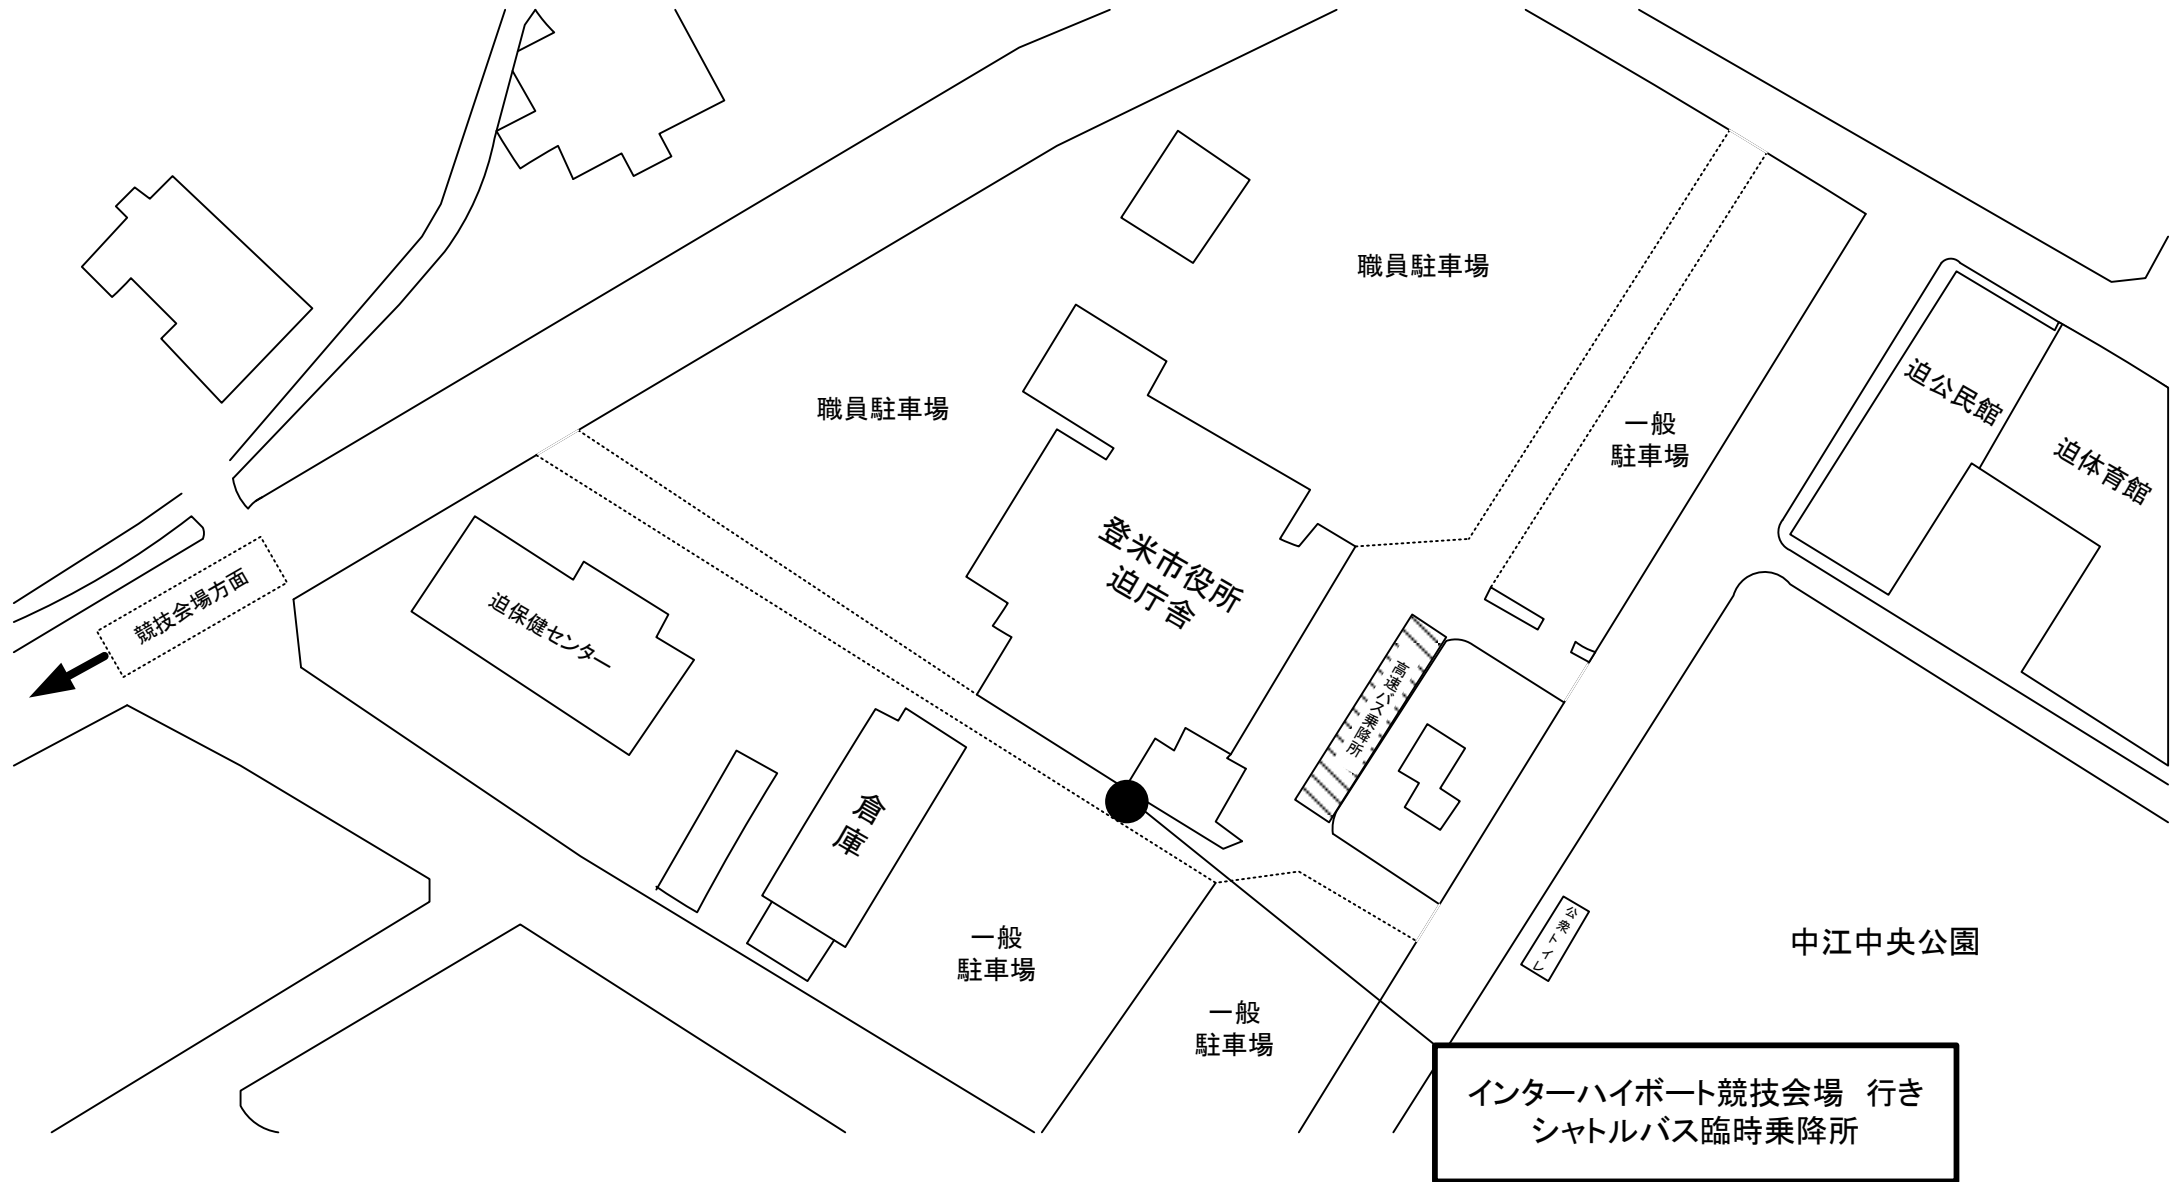 職員駐車場
職員駐車場
一般
駐車場
迫公民館
迫体育館
登米市役所
迫庁舎
競技会場方面
迫保健センター
高速バス乗降所
倉庫
公衆トイレ
一般
駐車場
中江中央公園
一般
駐車場
インターハイボート競技会場　行き
シャトルバス臨時乗降所